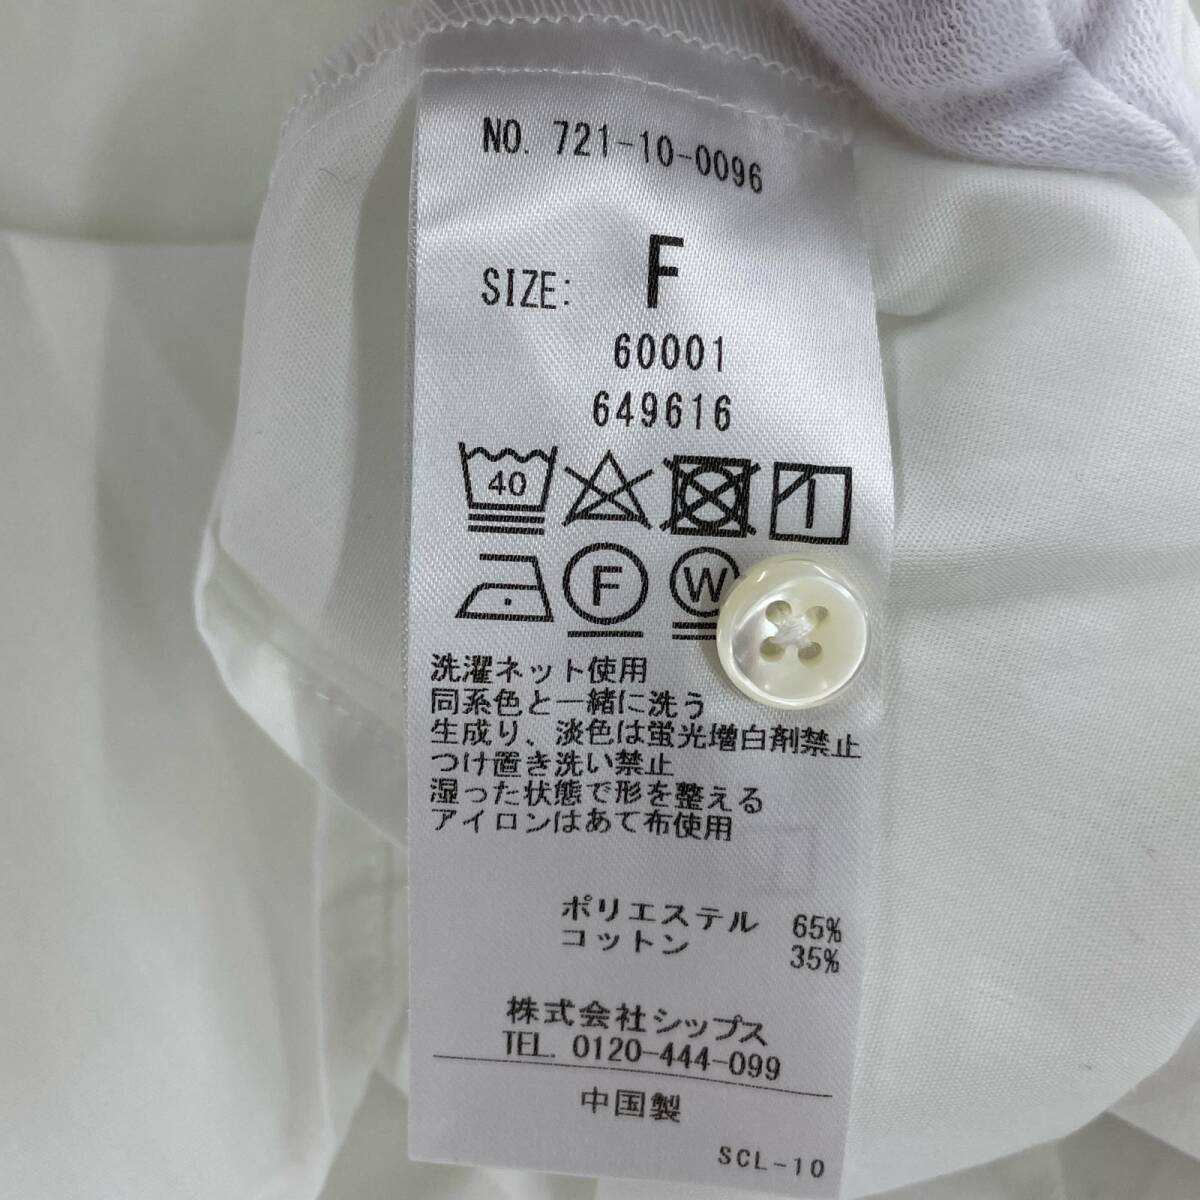 NO. 721-10-0096
SIZE: F
60001
649616
40
F W
洗濯ネット使用
同系色と一緒に洗う
生成り、淡色は蛍光増白剤禁止
つけ置き洗い禁止
湿った状態で形を整える
アイロンはあて布使用
ポリエステル 65%
コットン 35%
株式会社シップス
TEL. 0120-444-099
中国製
SCL-10